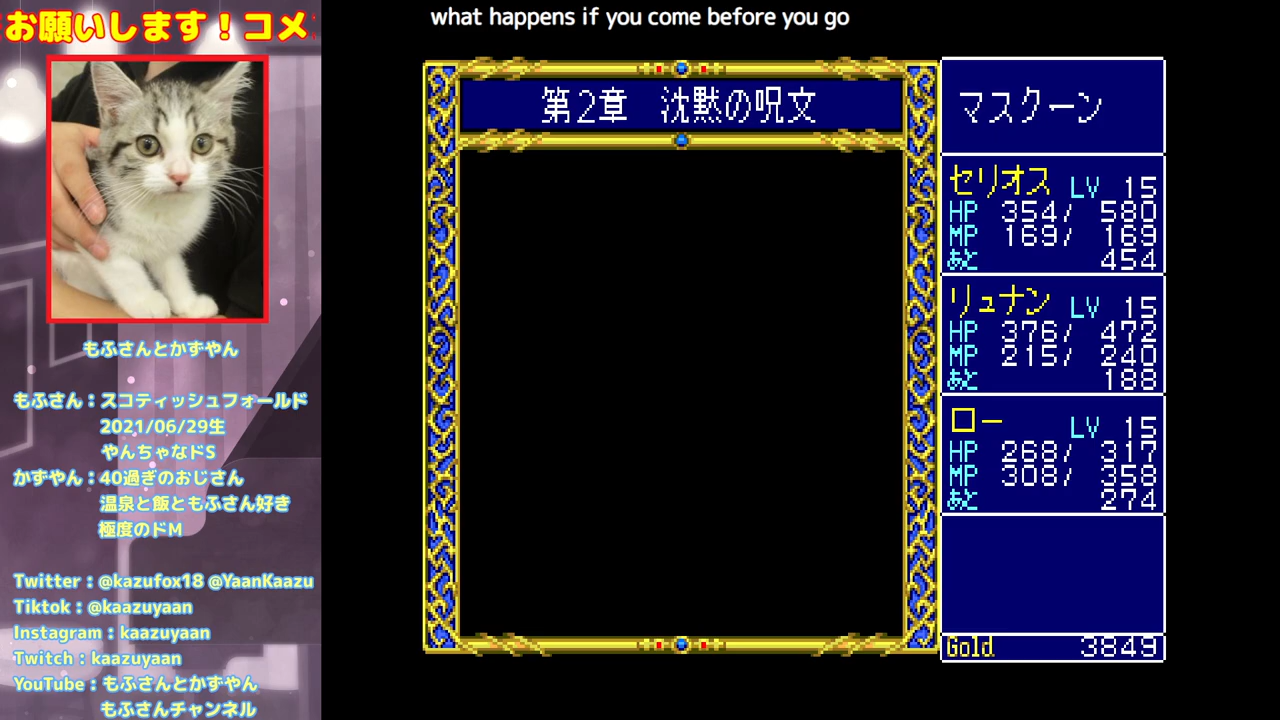 お願いします！コメ
もふさんとかずやん
もふさん：スコティッシュフォールド
2021/06/29生
やんちゃなドS
かずやん：40過ぎのおじさん
温泉と飯ともふさん好き
極度のドM
Twitter：@kazufox18 @YaanKaazu
Tiktok：@kaazuyaan
Instagram：kaazuyaan
Twitch：kaazuyaan
YouTube：もふさんとかずやん
もふさんチャンネル
what happens if you come before you go
第2章　沈黙の呪文
マスクーン
セリオス LV 15
HP 354/ 580
MP 169/ 169
あと 454
リュナン LV 15
HP 376/ 472
MP 215/ 240
あと 188
ロー LV 15
HP 268/ 317
MP 308/ 358
あと 274
Gold 3849